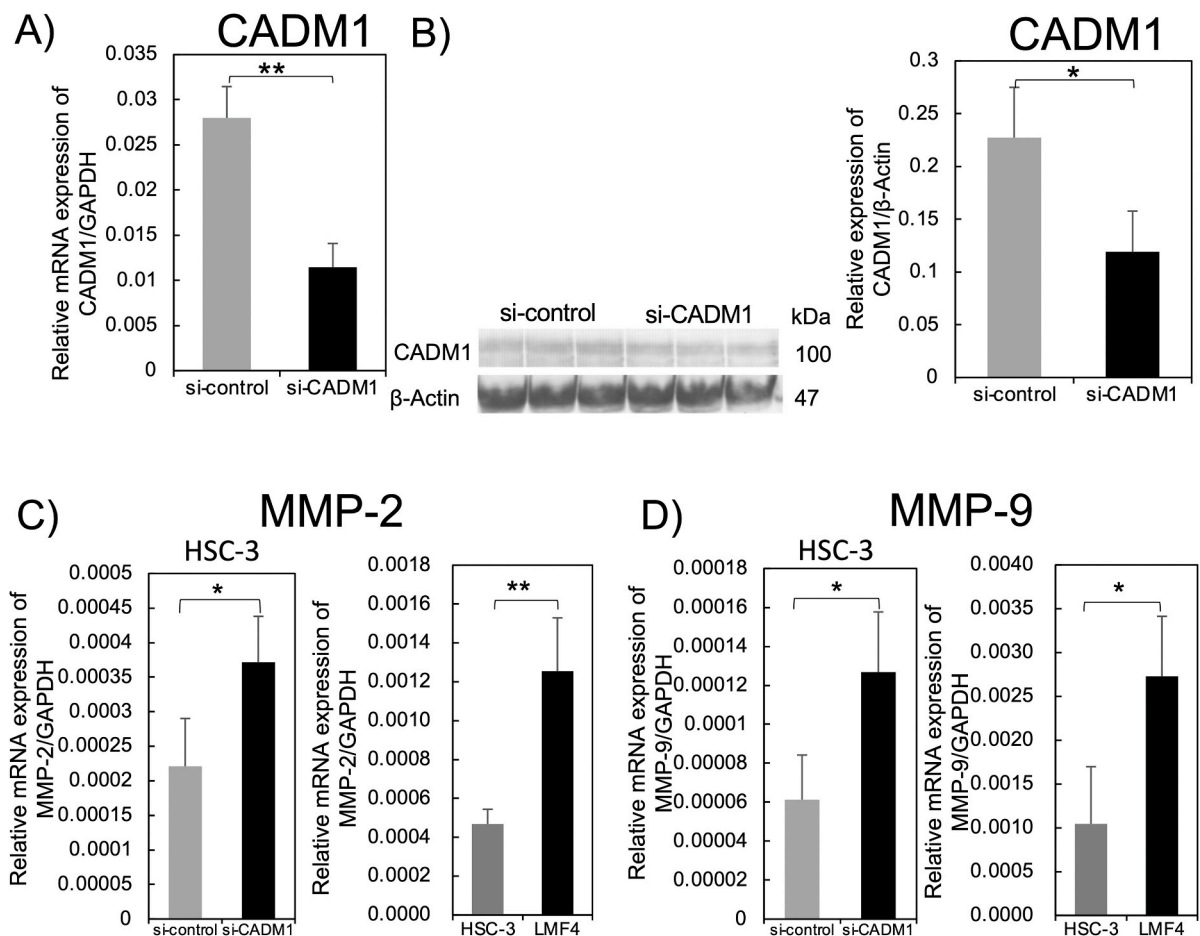 A)
CADM1
Relative mRNA expression of
CADM1/GAPDH
0.035
0.03
0.025
0.02
0.015
0.01
0.005
0
**
si-control
si-CADM1
B)
si-control
si-CADM1
kDa
CADM1
100
β-Actin
47
CADM1
Relative expression of
CADM1/β-Actin
0.3
0.25
0.2
0.15
0.1
0.05
0
*
si-control
si-CADM1
C)
MMP-2
HSC-3
Relative mRNA expression of
MMP-2/GAPDH
0.0005
0.00045
0.0004
0.00035
0.0003
0.00025
0.0002
0.00015
0.0001
0.00005
0
*
si-control
si-CADM1
Relative mRNA expression of
MMP-2/GAPDH
0.0018
0.0016
0.0014
0.0012
0.0010
0.0008
0.0006
0.0004
0.0002
0.0000
**
HSC-3
LMF4
D)
MMP-9
HSC-3
Relative mRNA expression of
MMP-9/GAPDH
0.00018
0.00016
0.00014
0.00012
0.0001
0.00008
0.00006
0.00004
0.00002
0
*
si-control
si-CADM1
Relative mRNA expression of
MMP-9/GAPDH
0.0040
0.0035
0.0030
0.0025
0.0020
0.0015
0.0010
0.0005
0.0000
*
HSC-3
LMF4